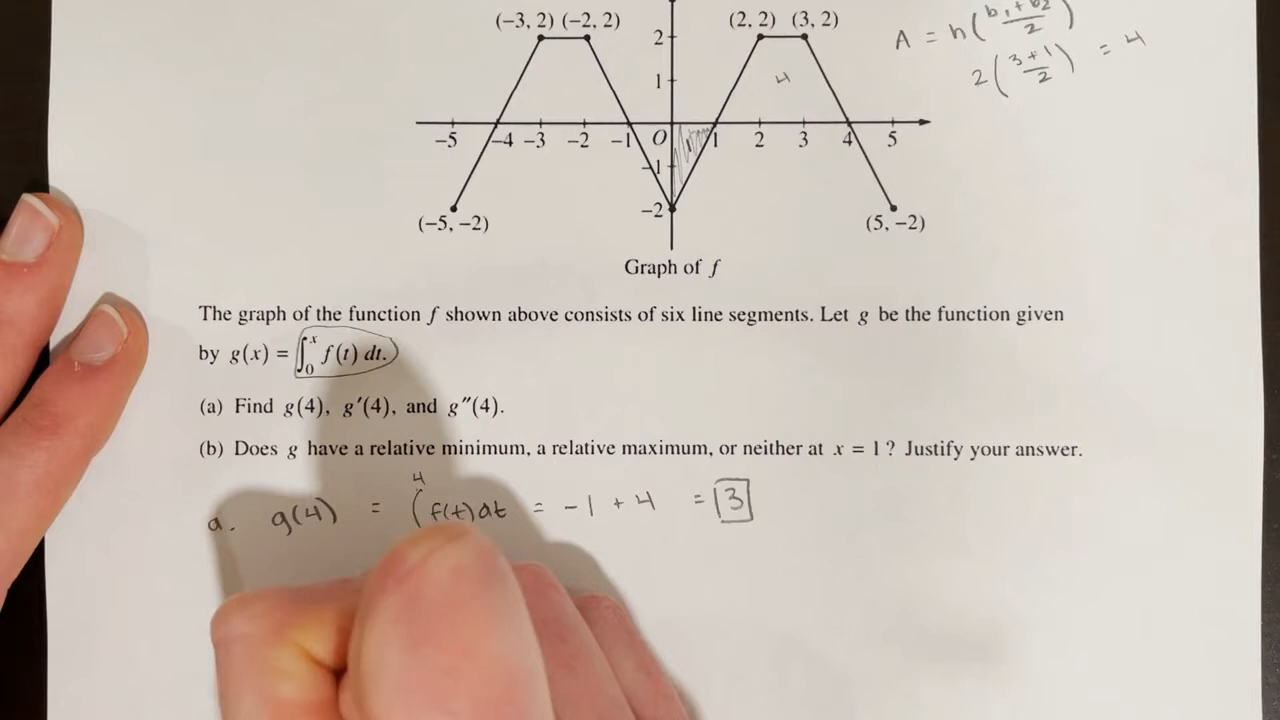 (−3, 2) (−2, 2) 2 (2, 2) (3, 2)
A = h(b₁+b₂/2)
2(3+1/2) = 4
1 4
−5 −4 −3 −2 −1 O 1 2 3 4 5
−1
−2
(−5, −2) (5, −2)
Graph of f
The graph of the function f shown above consists of six line segments. Let g be the function given
by g(x) = ∫₀ˣ f(t) dt.
(a) Find g(4), g′(4), and g″(4).
(b) Does g have a relative minimum, a relative maximum, or neither at x = 1? Justify your answer.
a. g(4) = ∫⁴ f(t)dt = −1 + 4 = 3